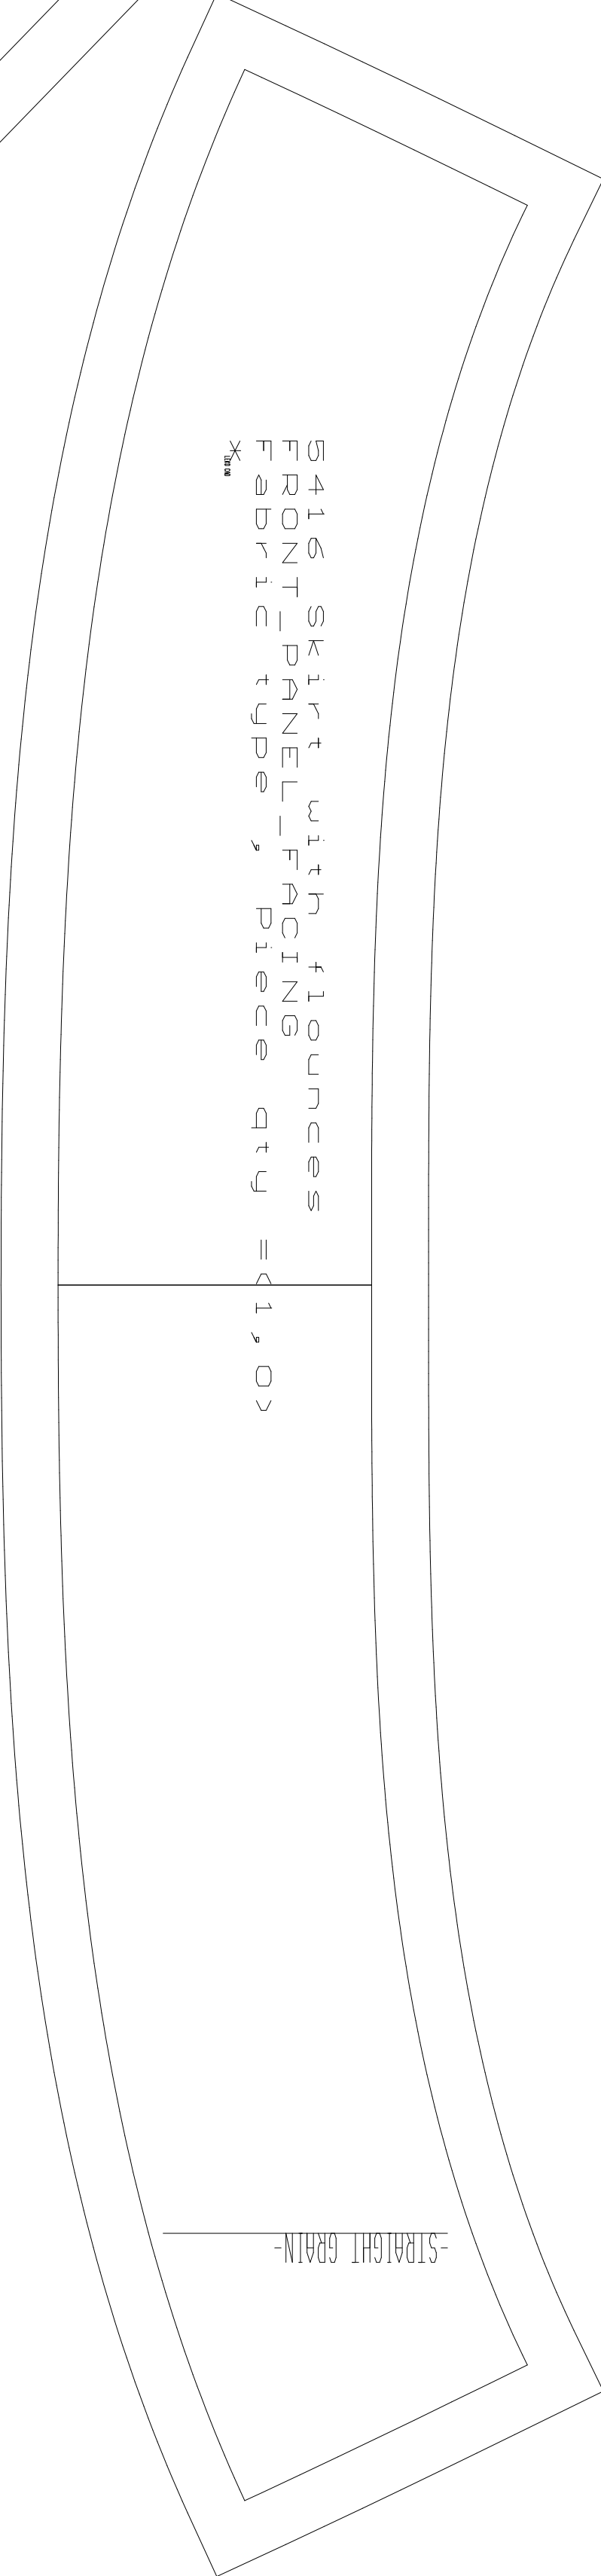 5416 Skirt with flounces
FRONT_PANEL_FACING
Fabric type , Piece qty =<1,0>
*
-STRAIGHT GRAIN-